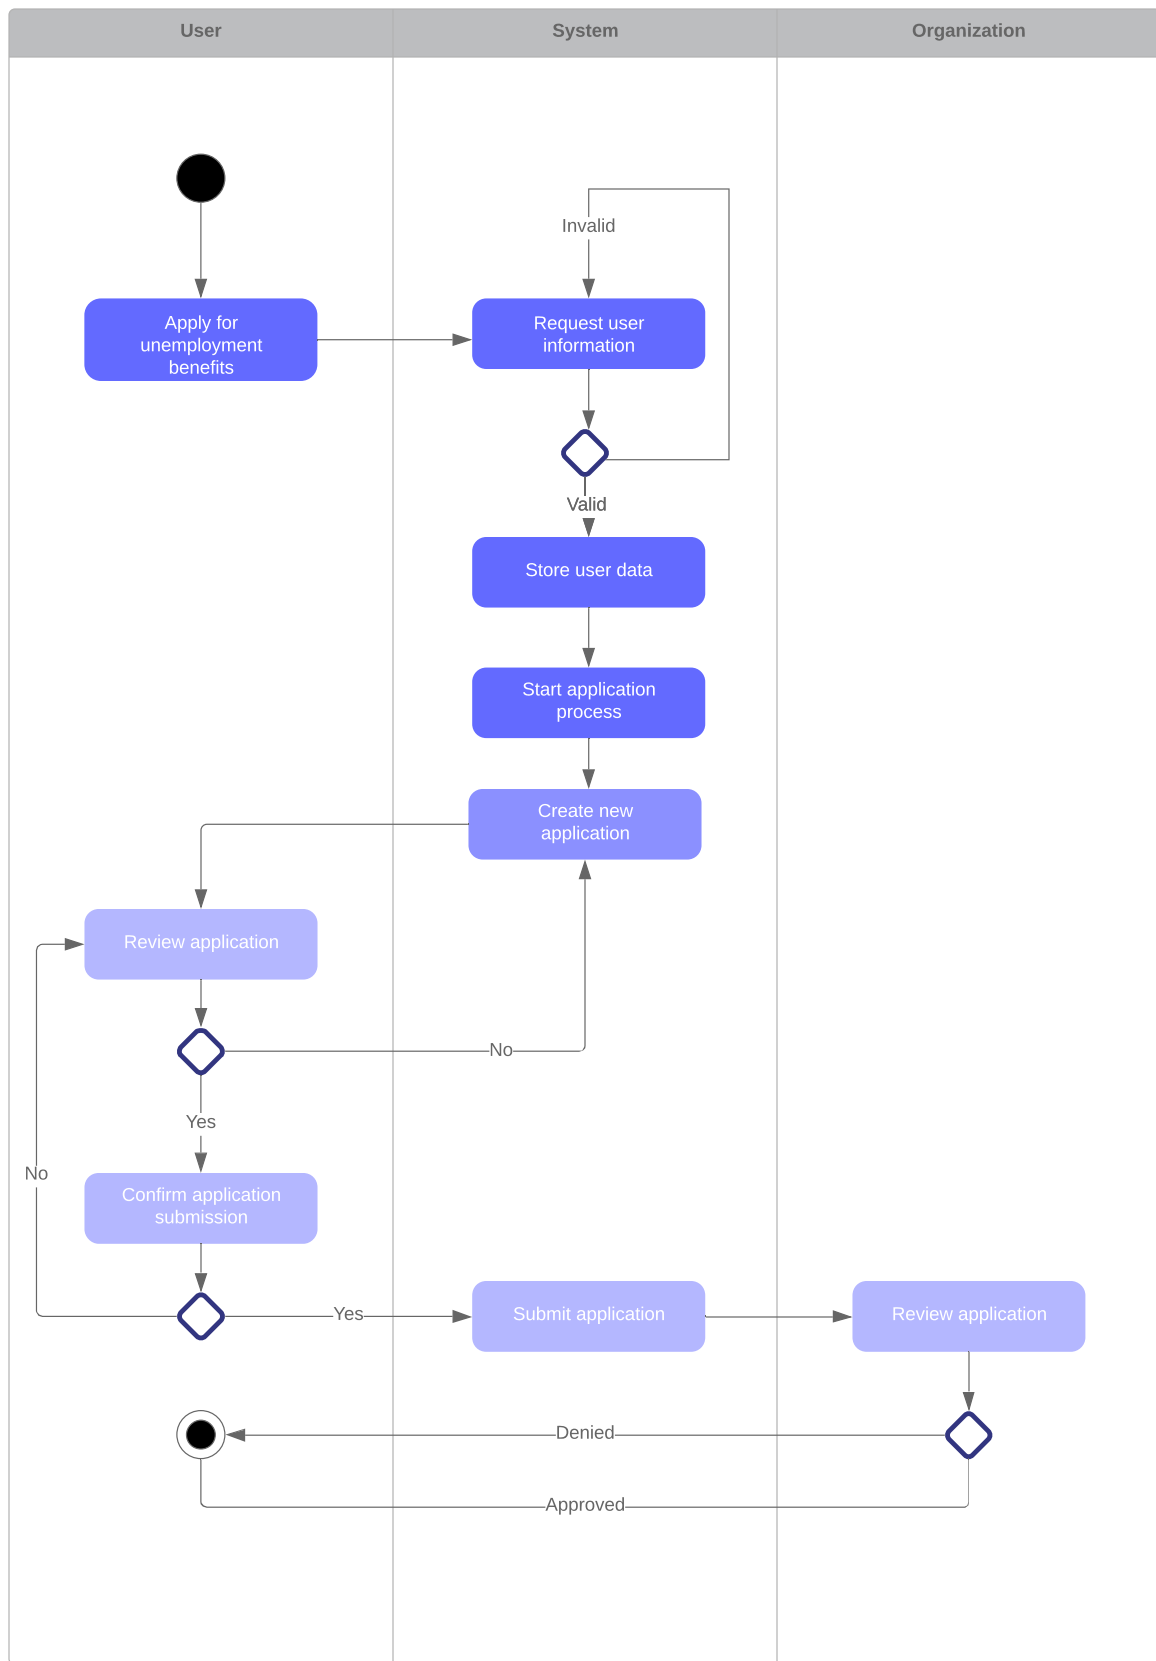 User
System
Organization
Invalid
Apply for
unemployment
benefits
Request user
information
Valid
Store user data
Start application
process
Create new
application
Review application
No
Yes
No
Confirm application
submission
Yes
Submit application
Review application
Denied
Approved